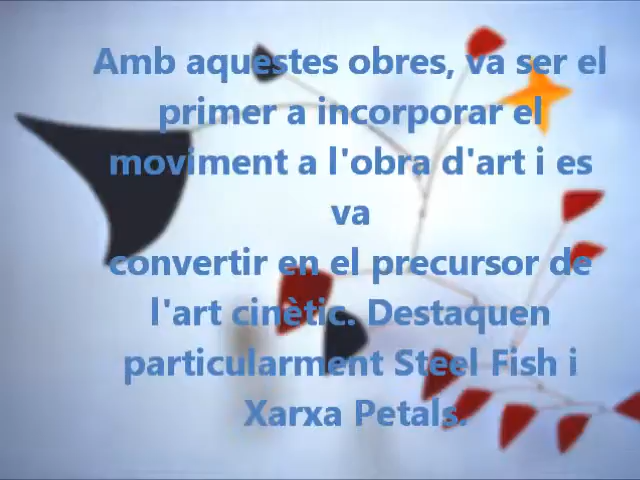 Amb aquestes obres, va ser el
primer a incorporar el
moviment a l'obra d'art i es
va
convertir en el precursor de
l'art cinètic. Destaquen
particularment Steel Fish i
Xarxa Petals.